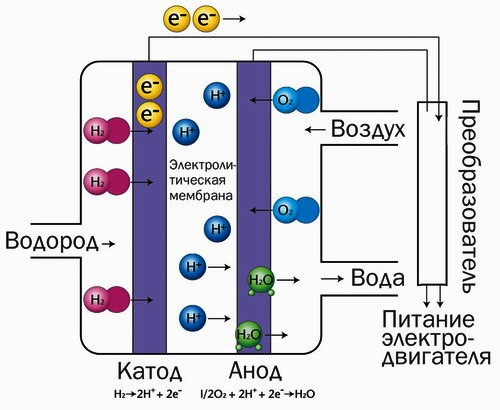 e⁻ e⁻
e⁻
e⁻
H⁺
O₂
H₂
H⁺
Воздух
Преобразователь
Электроли-
тическая
мембрана
H₂
O₂
H⁺
Водород
H⁺
H₂O
Вода
H₂
H⁺
H₂O
Питание
электро-
двигателя
Катод
Анод
H₂→2H⁺ + 2e⁻
1/2O₂ + 2H⁺ + 2e⁻→H₂O